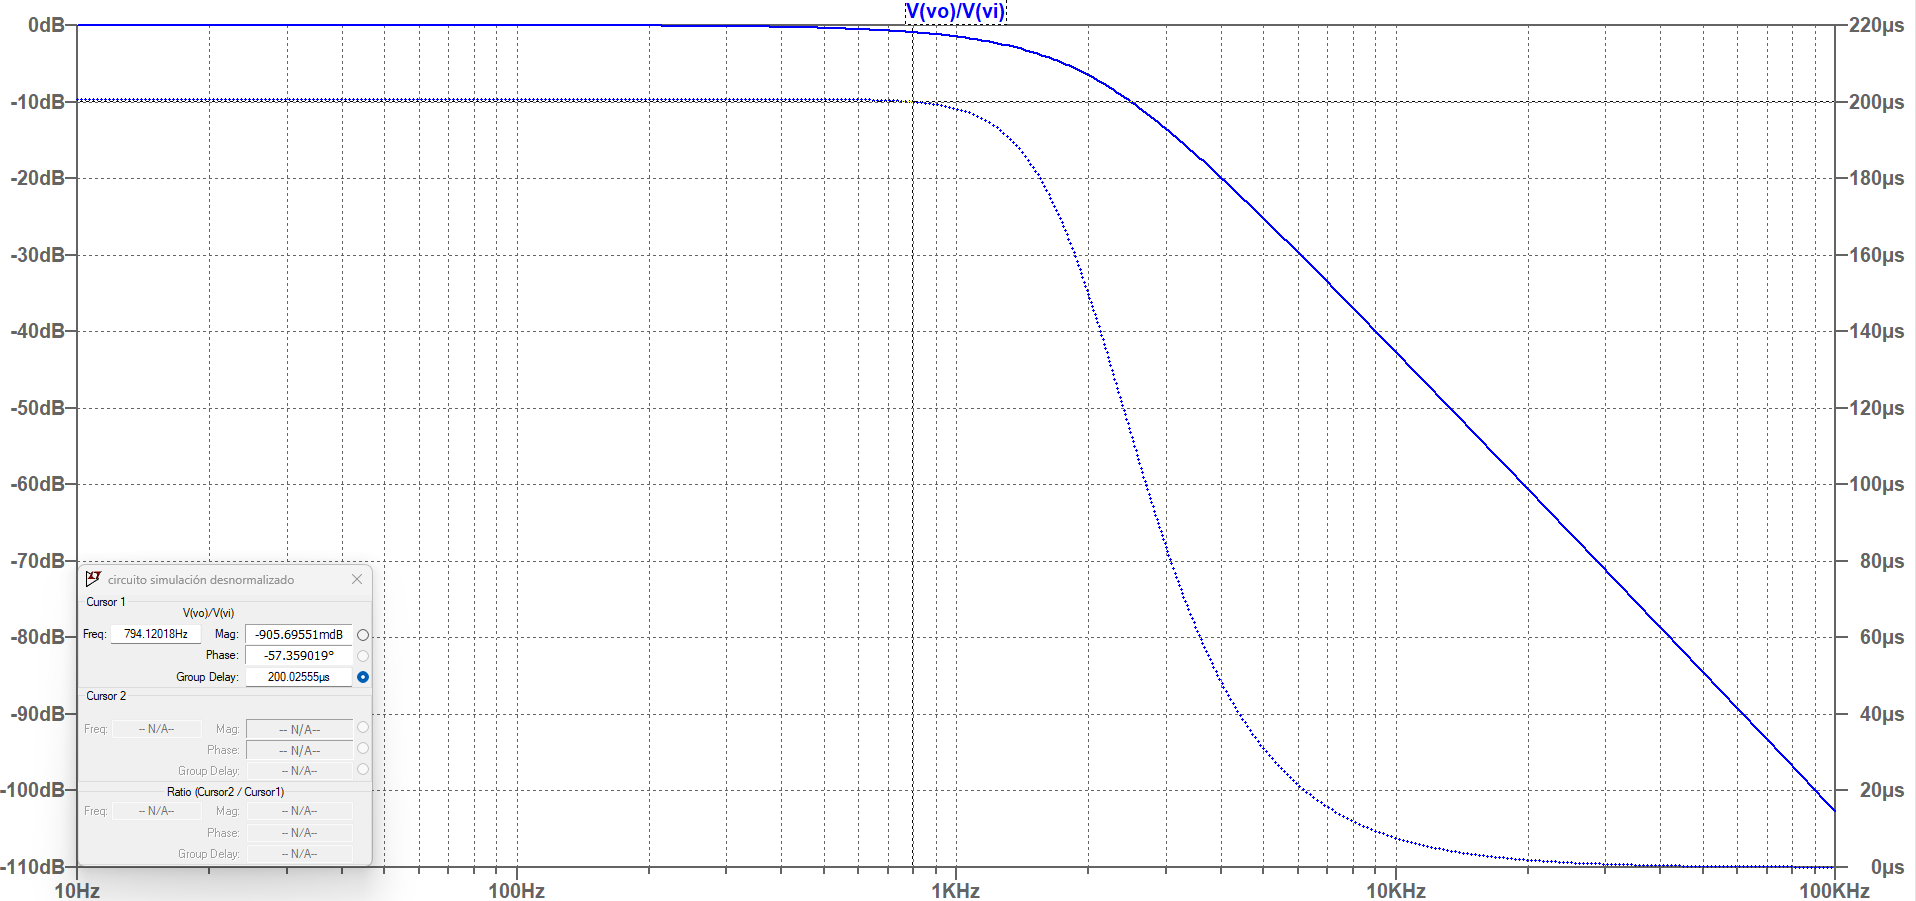 V(vo)/V(vi)
0dB
-10dB
-20dB
-30dB
-40dB
-50dB
-60dB
-70dB
-80dB
-90dB
-100dB
-110dB
220µs
200µs
180µs
160µs
140µs
120µs
100µs
80µs
60µs
40µs
20µs
0µs
10Hz 100Hz 1KHz 10KHz 100KHz
circuito simulación desnormalizado
Cursor 1
V(vo)/V(vi)
Freq: 794.12018Hz Mag: -905.69551mdB
Phase: -57.359019°
Group Delay: 200.02555µs
Cursor 2
Freq: -- N/A-- Mag: -- N/A--
Phase: -- N/A--
Group Delay: -- N/A--
Ratio (Cursor2 / Cursor1)
Freq: -- N/A-- Mag: -- N/A--
Phase: -- N/A--
Group Delay: -- N/A--